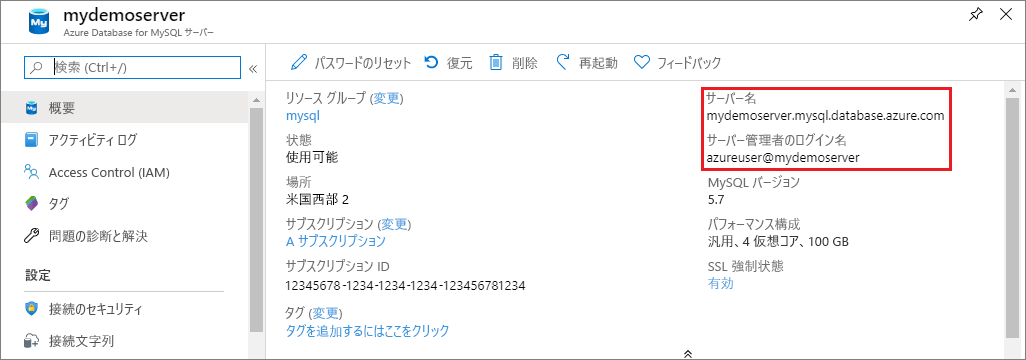 mydemoserver
Azure Database for MySQL サーバー
検索 (Ctrl+/)
«
概要
アクティビティ ログ
Access Control (IAM)
タグ
問題の診断と解決
設定
接続のセキュリティ
接続文字列
パスワードのリセット 復元 削除 再起動 フィードバック
リソース グループ (変更)
mysql
状態
使用可能
場所
米国西部 2
サブスクリプション (変更)
A サブスクリプション
サブスクリプション ID
12345678-1234-1234-1234-123456781234
タグ (変更)
タグを追加するにはここをクリック
サーバー名
mydemoserver.mysql.database.azure.com
サーバー管理者のログイン名
azureuser@mydemoserver
MySQL バージョン
5.7
パフォーマンス構成
汎用、4 仮想コア、100 GB
SSL 強制状態
有効